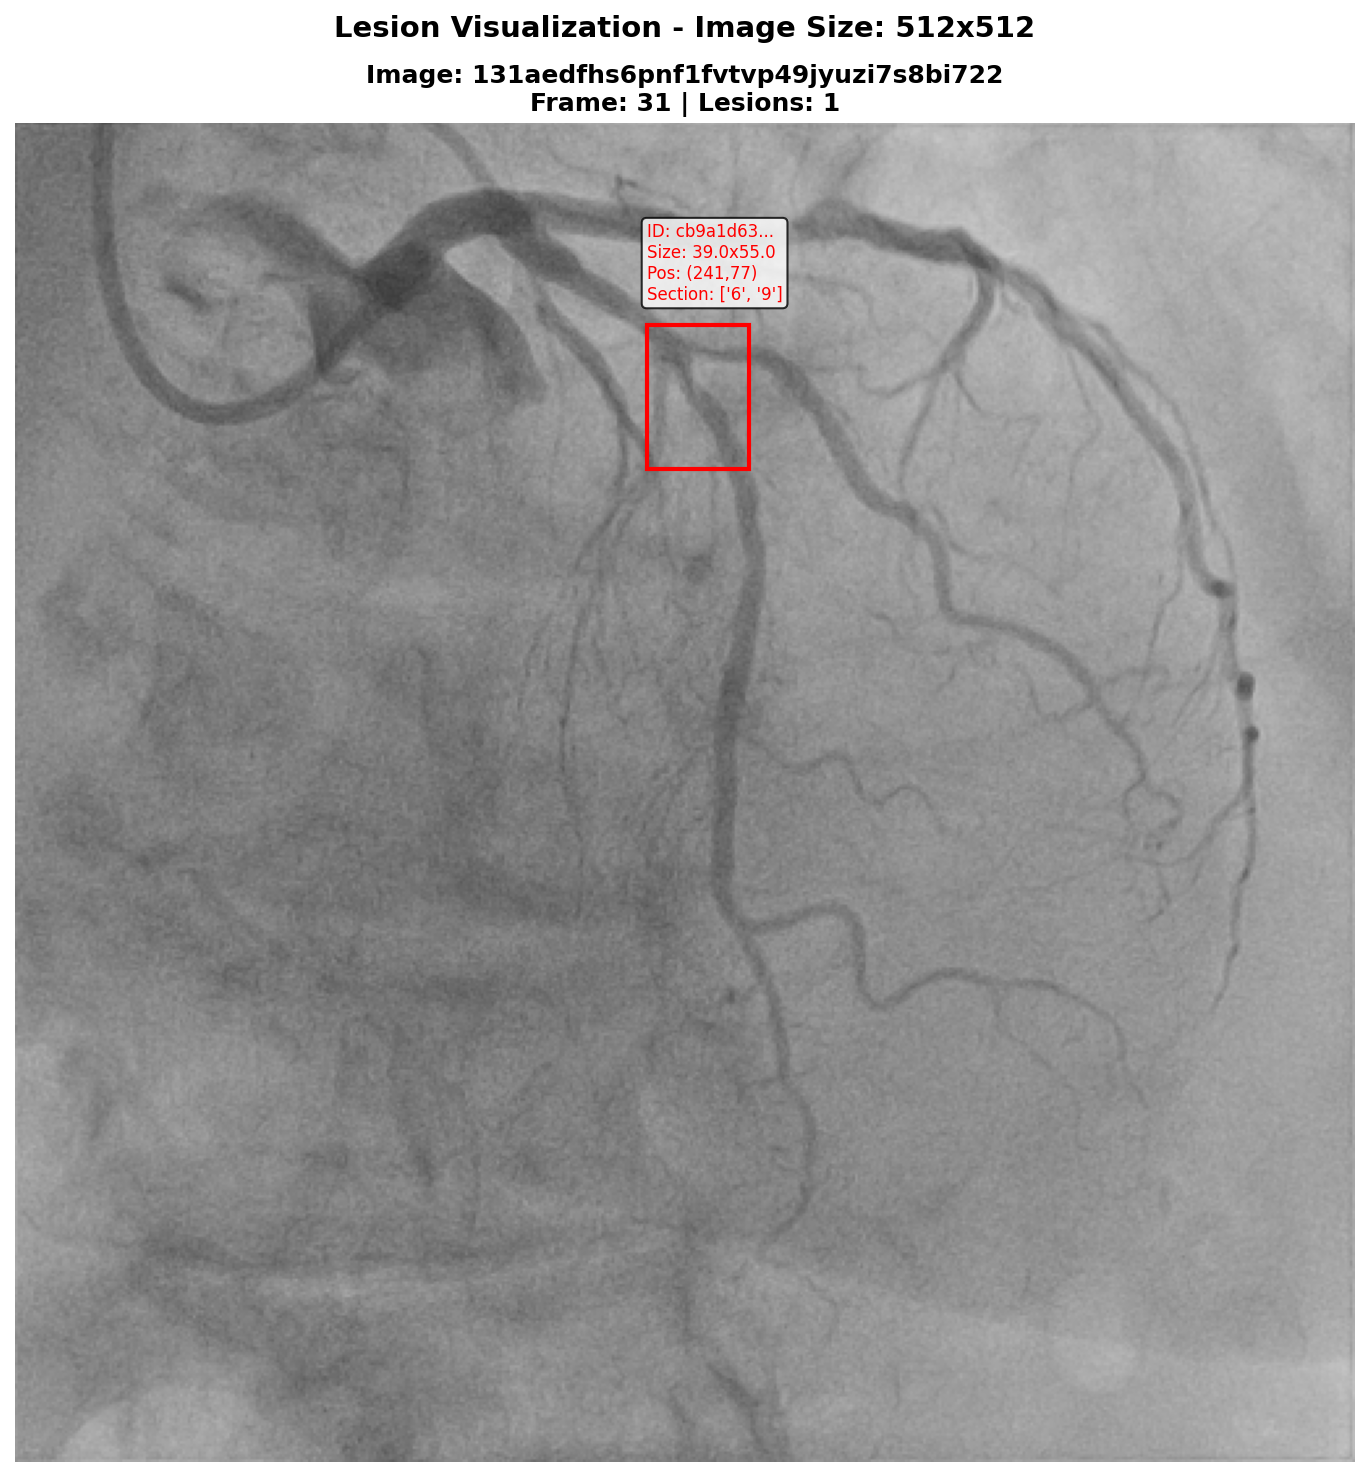 Lesion Visualization - Image Size: 512x512
Image: 131aedfhs6pnf1fvtvp49jyuzi7s8bi722
Frame: 31 | Lesions: 1
ID: cb9a1d63...
Size: 39.0x55.0
Pos: (241,77)
Section: ['6', '9']